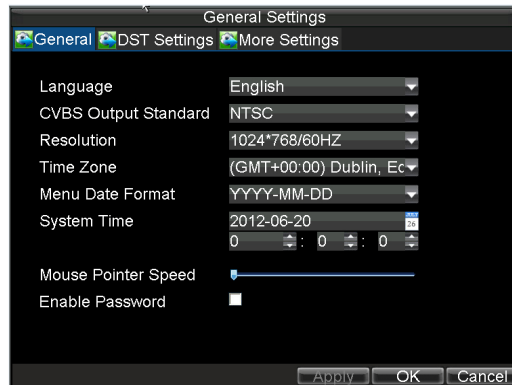 General Settings
General DST Settings More Settings
Language English
CVBS Output Standard NTSC
Resolution 1024*768/60HZ
Time Zone (GMT+00:00) Dublin, Ec
Menu Date Format YYYY-MM-DD
System Time 2012-06-20
JULY
26
0 : 0 : 0
Mouse Pointer Speed
Enable Password
Apply OK Cancel